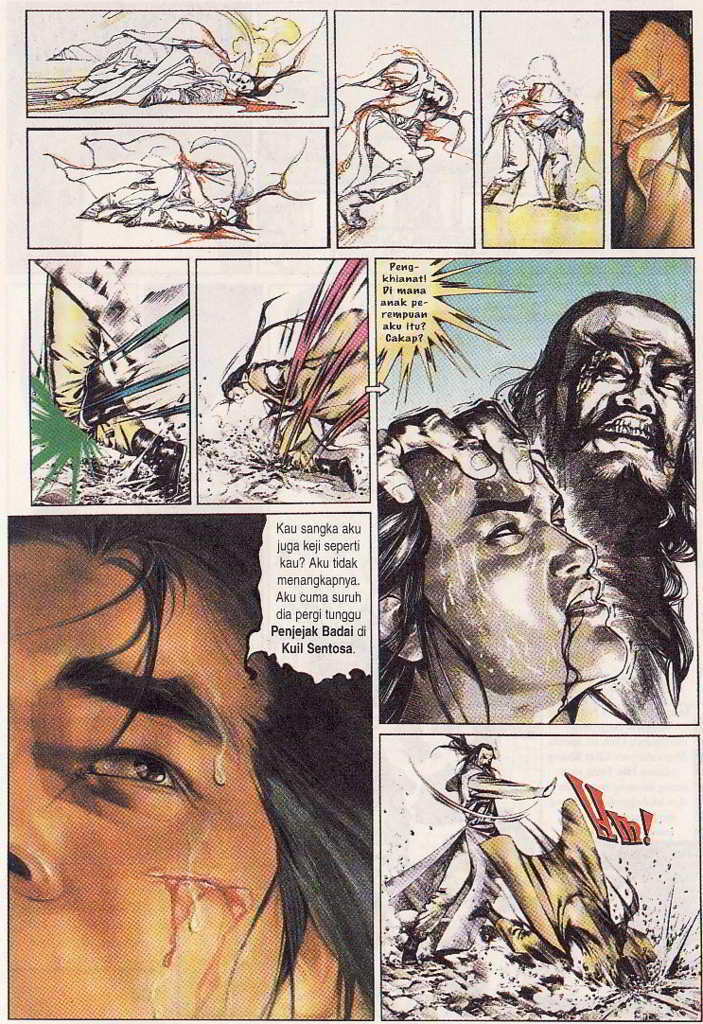 Peng-
khianat!
Di mana
anak pe-
rempuan
aku itu?
Cakap?
Kau sangka aku
juga keji seperti
kau? Aku tidak
menangkapnya.
Aku cuma suruh
dia pergi tunggu
Penjejak Badai di
Kuil Sentosa.
Hm!